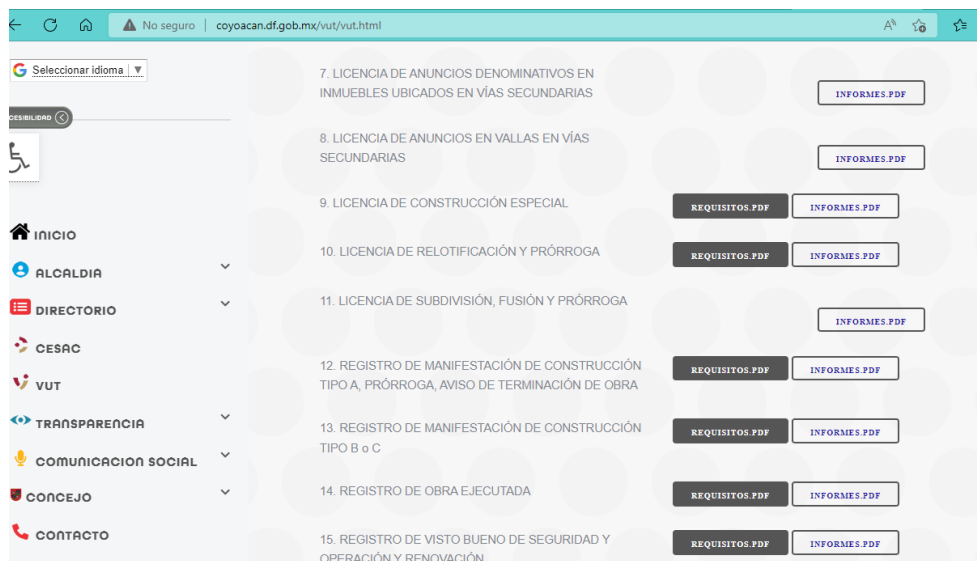 No seguro
coyoacan.df.gob.mx/vut/vut.html
Seleccionar idioma
INICIO
ALCALDIA
DIRECTORIO
CESAC
VUT
TRANSPARENCIA
COMUNICACION SOCIAL
CONCEJO
CONTACTO
7. LICENCIA DE ANUNCIOS DENOMINATIVOS EN
INMUEBLES UBICADOS EN VÍAS SECUNDARIAS
INFORMES.PDF
8. LICENCIA DE ANUNCIOS EN VALLAS EN VÍAS
SECUNDARIAS
INFORMES.PDF
9. LICENCIA DE CONSTRUCCIÓN ESPECIAL
REQUISITOS.PDF INFORMES.PDF
10. LICENCIA DE RELOTIFICACIÓN Y PRÓRROGA
REQUISITOS.PDF INFORMES.PDF
11. LICENCIA DE SUBDIVISIÓN, FUSIÓN Y PRÓRROGA
INFORMES.PDF
12. REGISTRO DE MANIFESTACIÓN DE CONSTRUCCIÓN
TIPO A, PRÓRROGA, AVISO DE TERMINACIÓN DE OBRA
REQUISITOS.PDF INFORMES.PDF
13. REGISTRO DE MANIFESTACIÓN DE CONSTRUCCIÓN
TIPO B o C
REQUISITOS.PDF INFORMES.PDF
14. REGISTRO DE OBRA EJECUTADA
REQUISITOS.PDF INFORMES.PDF
15. REGISTRO DE VISTO BUENO DE SEGURIDAD Y
OPERACIÓN Y RENOVACIÓN
REQUISITOS.PDF INFORMES.PDF